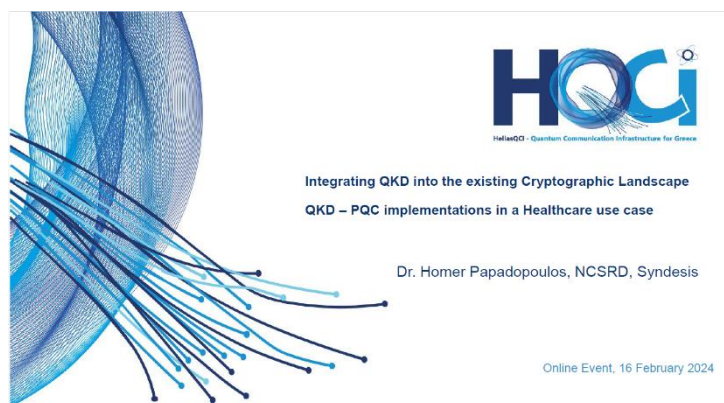 HQCi
HellasQCI - Quantum Communication Infrastructure for Greece
Integrating QKD into the existing Cryptographic Landscape
QKD – PQC implementations in a Healthcare use case
Dr. Homer Papadopoulos, NCSRD, Syndesis
Online Event, 16 February 2024